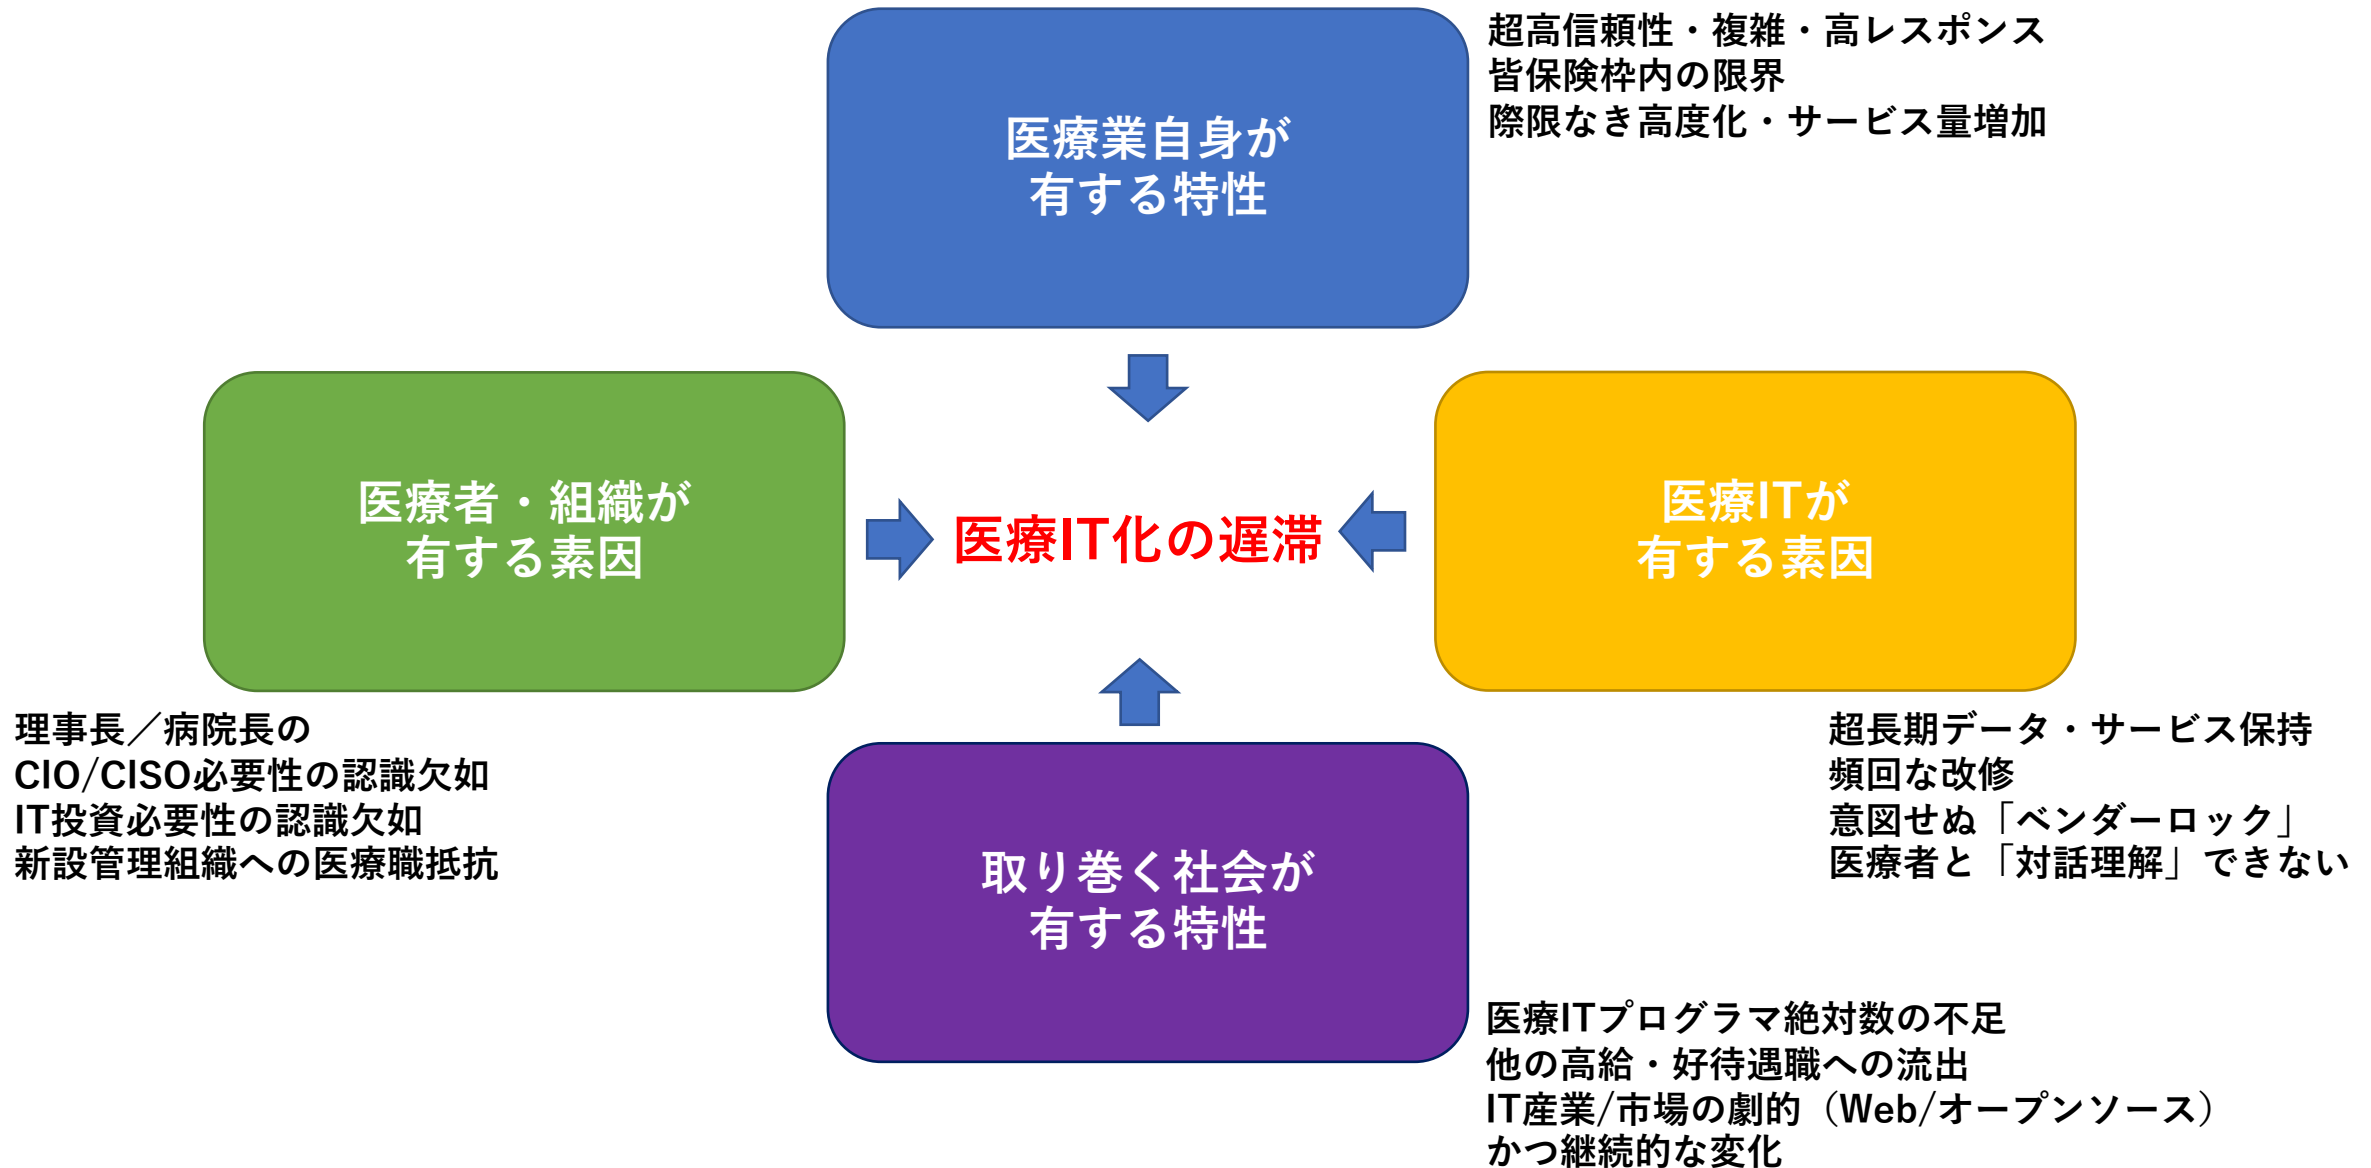 超高信頼性・複雑・高レスポンス
皆保険枠内の限界
際限なき高度化・サービス量増加
医療業自身が
有する特性
医療者・組織が
有する素因
医療IT化の遅滞
医療ITが
有する素因
理事長／病院長の
CIO/CISO必要性の認識欠如
IT投資必要性の認識欠如
新設管理組織への医療職抵抗
超長期データ・サービス保持
頻回な改修
意図せぬ「ベンダーロック」
医療者と「対話理解」できない
取り巻く社会が
有する特性
医療ITプログラマ絶対数の不足
他の高給・好待遇職への流出
IT産業/市場の劇的（Web/オープンソース）
かつ継続的な変化